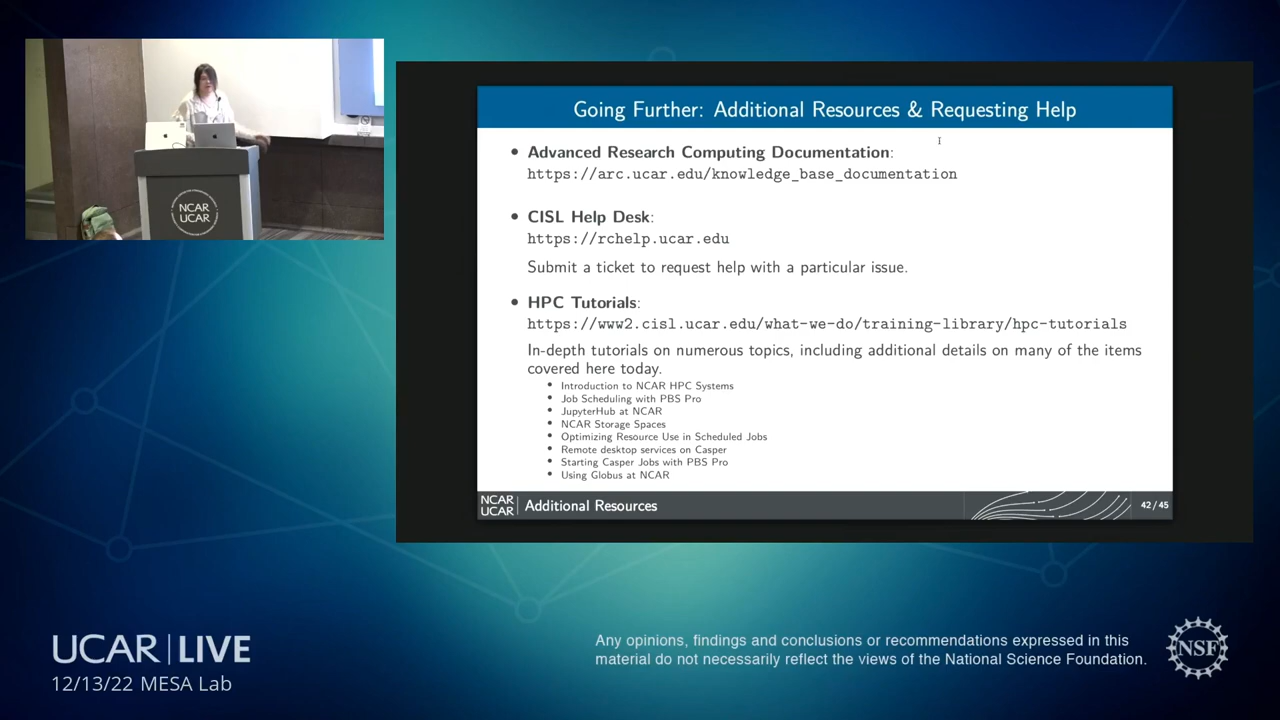 NCAR
UCAR
Going Further: Additional Resources & Requesting Help
• Advanced Research Computing Documentation:
https://arc.ucar.edu/knowledge_base_documentation
• CISL Help Desk:
https://rchelp.ucar.edu
Submit a ticket to request help with a particular issue.
• HPC Tutorials:
https://www2.cisl.ucar.edu/what-we-do/training-library/hpc-tutorials
In-depth tutorials on numerous topics, including additional details on many of the items
covered here today.
• Introduction to NCAR HPC Systems
• Job Scheduling with PBS Pro
• JupyterHub at NCAR
• NCAR Storage Spaces
• Optimizing Resource Use in Scheduled Jobs
• Remote desktop services on Casper
• Starting Casper Jobs with PBS Pro
• Using Globus at NCAR
NCAR
UCAR
Additional Resources
42/45
UCAR | LIVE
12/13/22 MESA Lab
Any opinions, findings and conclusions or recommendations expressed in this
material do not necessarily reflect the views of the National Science Foundation.
NSF